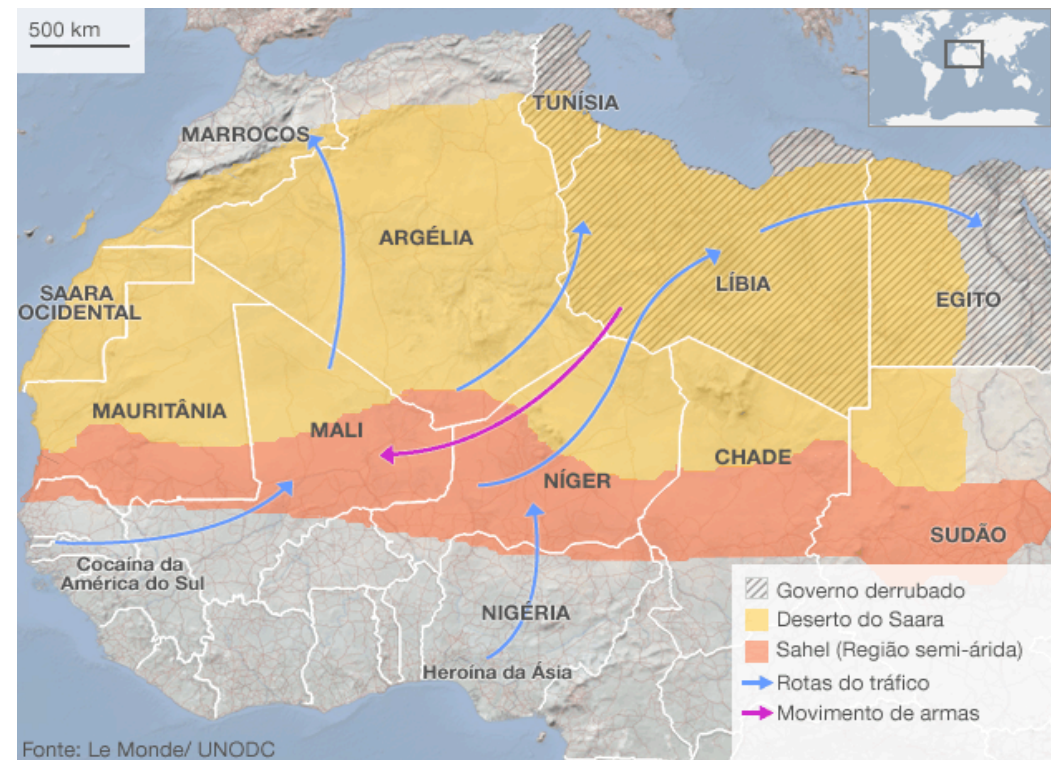 500 km
TUNÍSIA
MARROCOS
ARGÉLIA
LÍBIA
SAARA
OCIDENTAL
EGITO
MAURITÂNIA
MALI
CHADE
NÍGER
SUDÃO
Cocaína da
América do Sul
NIGÉRIA
Heroína da Ásia
Governo derrubado
Deserto do Saara
Sahel (Região semi-árida)
Rotas do tráfico
Movimento de armas
Fonte: Le Monde/ UNODC